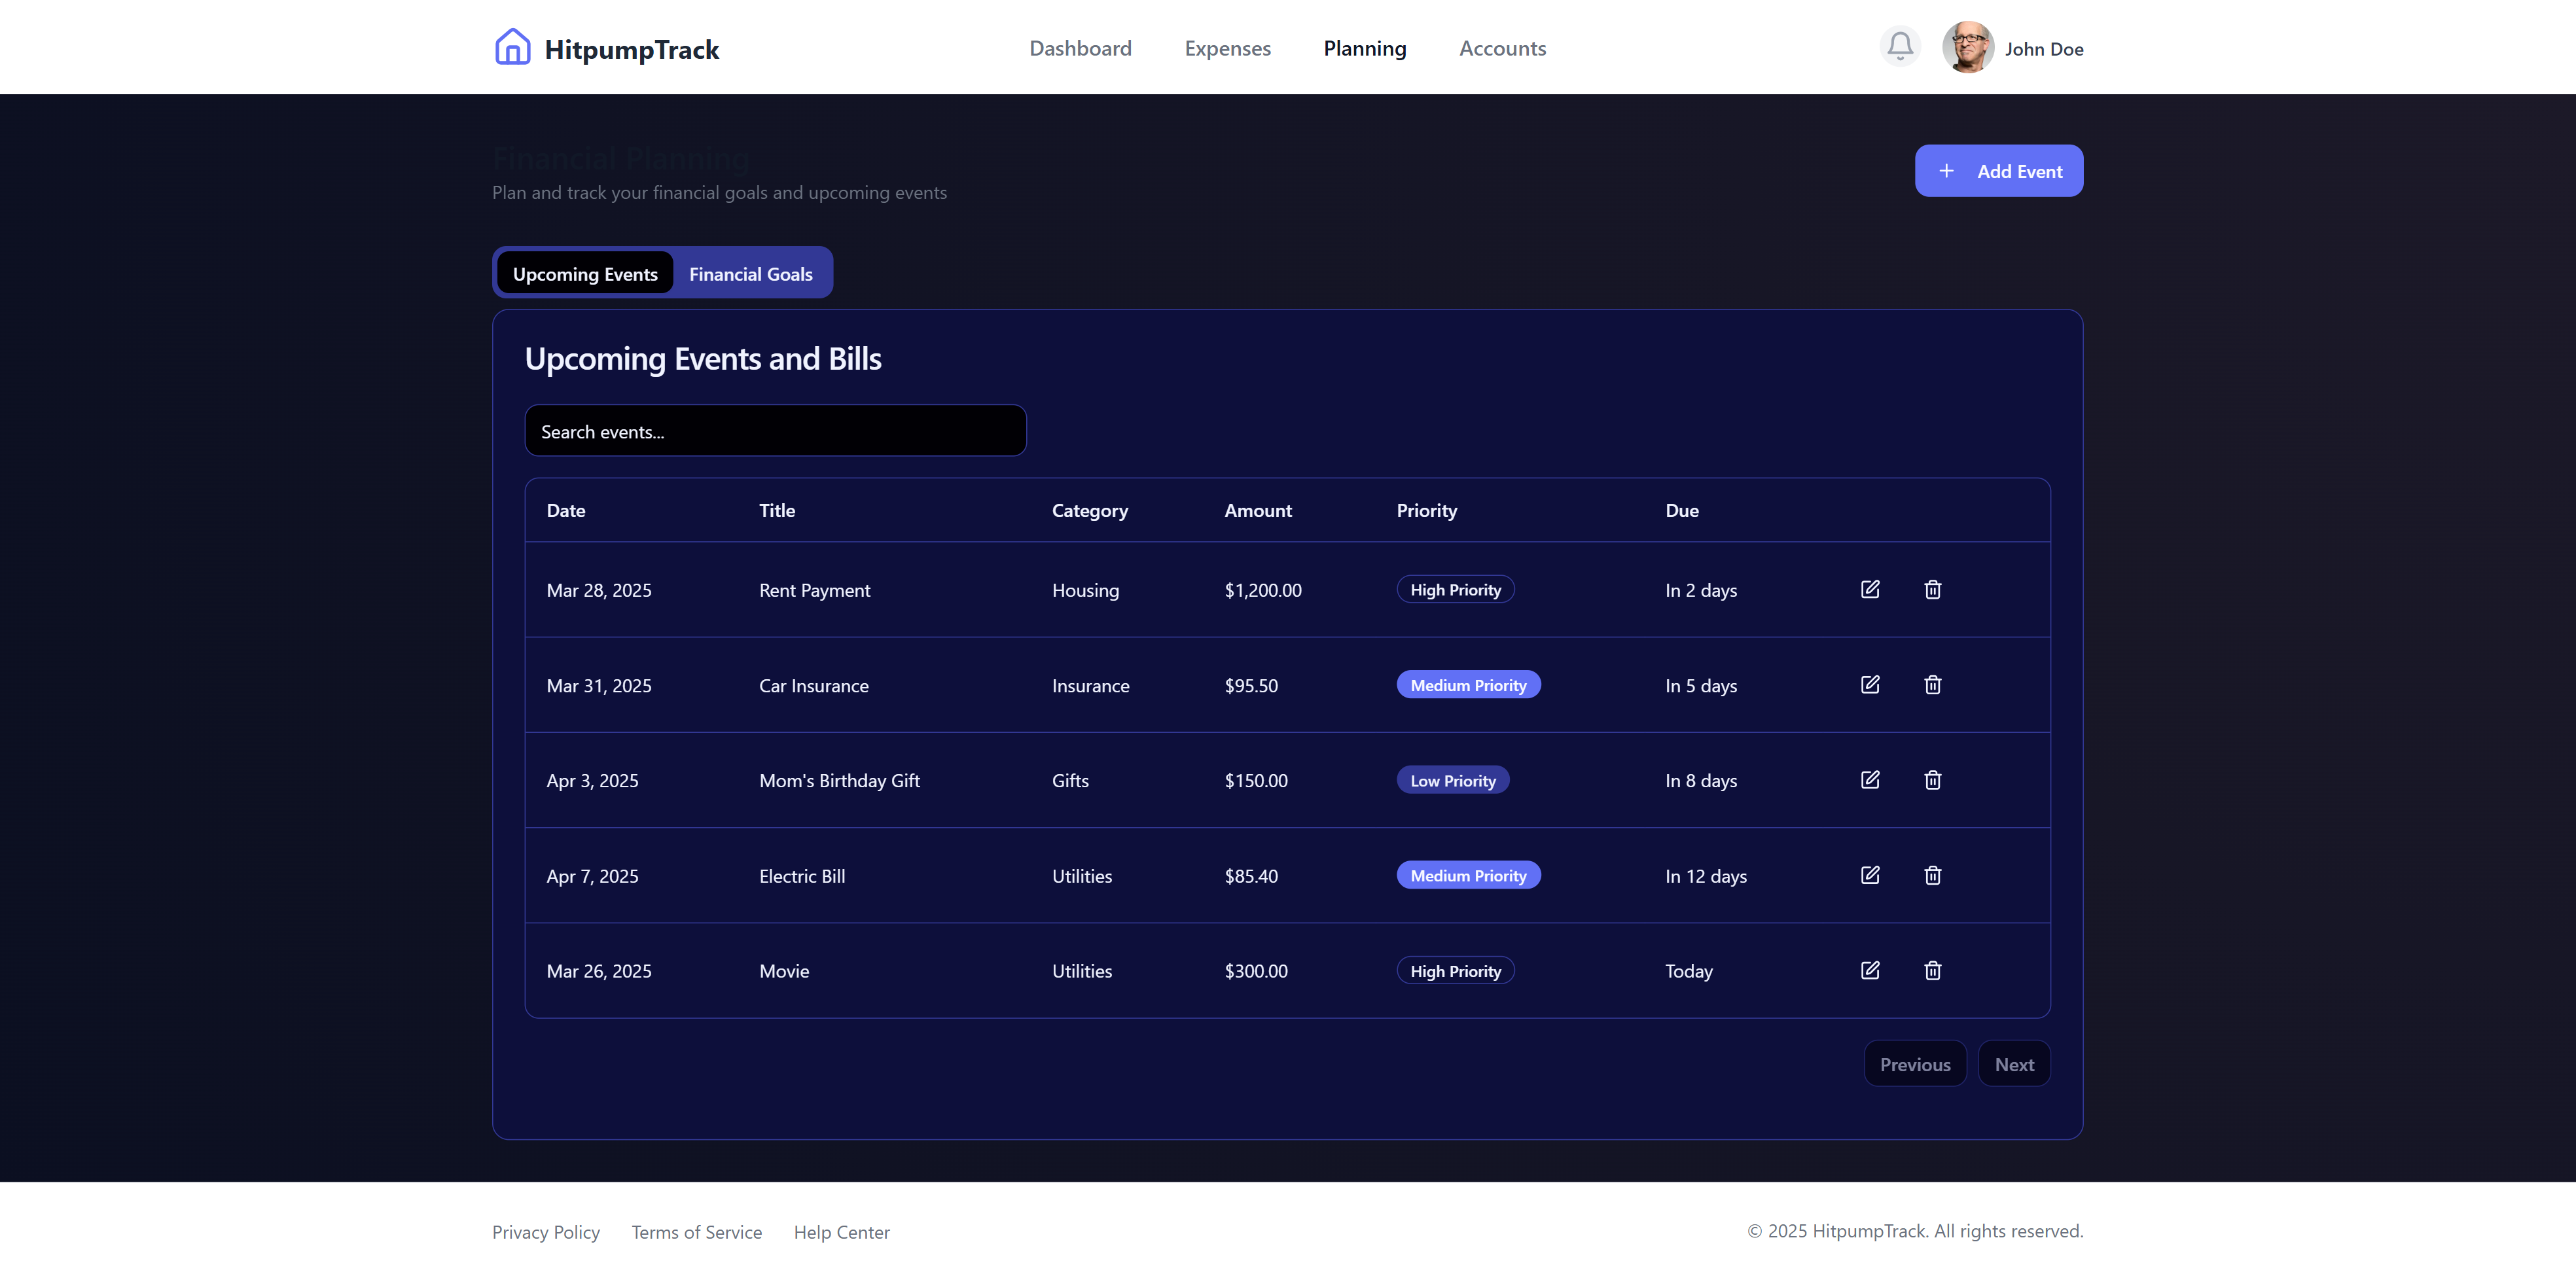 HitpumpTrack
Dashboard Expenses Planning Accounts
John Doe
Financial Planning
Plan and track your financial goals and upcoming events
Add Event
Upcoming Events Financial Goals
Upcoming Events and Bills
Search events...
Date Title Category Amount Priority Due
Mar 28, 2025 Rent Payment Housing $1,200.00 High Priority In 2 days
Mar 31, 2025 Car Insurance Insurance $95.50 Medium Priority In 5 days
Apr 3, 2025 Mom's Birthday Gift Gifts $150.00 Low Priority In 8 days
Apr 7, 2025 Electric Bill Utilities $85.40 Medium Priority In 12 days
Mar 26, 2025 Movie Utilities $300.00 High Priority Today
Previous Next
Privacy Policy Terms of Service Help Center
© 2025 HitpumpTrack. All rights reserved.